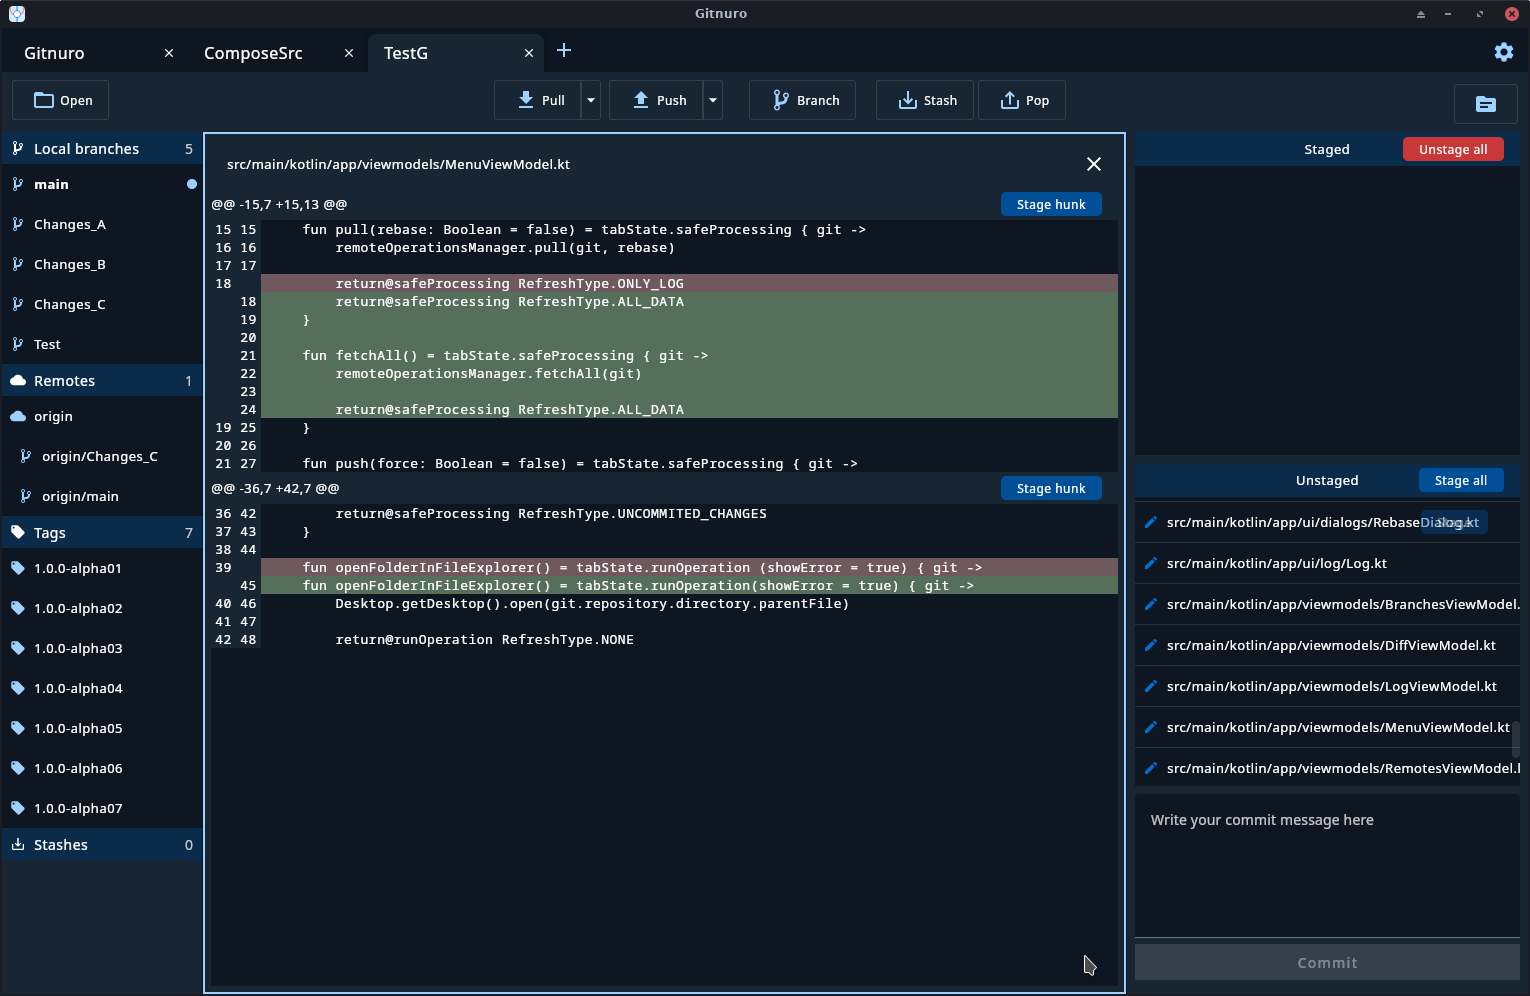 Gitnuro
Gitnuro
ComposeSrc
TestG
Open
Pull
Push
Branch
Stash
Pop
Local branches 5
main
Changes_A
Changes_B
Changes_C
Test
Remotes 1
origin
origin/Changes_C
origin/main
Tags 7
1.0.0-alpha01
1.0.0-alpha02
1.0.0-alpha03
1.0.0-alpha04
1.0.0-alpha05
1.0.0-alpha06
1.0.0-alpha07
Stashes 0
src/main/kotlin/app/viewmodels/MenuViewModel.kt
@@ -15,7 +15,13 @@
Stage hunk
15 15 fun pull(rebase: Boolean = false) = tabState.safeProcessing { git ->
16 16 remoteOperationsManager.pull(git, rebase)
17 17
18 return@safeProcessing RefreshType.ONLY_LOG
18 return@safeProcessing RefreshType.ALL_DATA
19 }
20
21 fun fetchAll() = tabState.safeProcessing { git ->
22 remoteOperationsManager.fetchAll(git)
23
24 return@safeProcessing RefreshType.ALL_DATA
19 25 }
20 26
21 27 fun push(force: Boolean = false) = tabState.safeProcessing { git ->
@@ -36,7 +42,7 @@
Stage hunk
36 42 return@safeProcessing RefreshType.UNCOMMITED_CHANGES
37 43 }
38 44
39 fun openFolderInFileExplorer() = tabState.runOperation (showError = true) { git ->
45 fun openFolderInFileExplorer() = tabState.runOperation(showError = true) { git ->
40 46 Desktop.getDesktop().open(git.repository.directory.parentFile)
41 47
42 48 return@runOperation RefreshType.NONE
Staged
Unstage all
Unstaged
Stage all
src/main/kotlin/app/ui/dialogs/RebaseDialog.kt
Stage
src/main/kotlin/app/ui/log/Log.kt
src/main/kotlin/app/viewmodels/BranchesViewModel.
src/main/kotlin/app/viewmodels/DiffViewModel.kt
src/main/kotlin/app/viewmodels/LogViewModel.kt
src/main/kotlin/app/viewmodels/MenuViewModel.kt
src/main/kotlin/app/viewmodels/RemotesViewModel.k
Write your commit message here
Commit